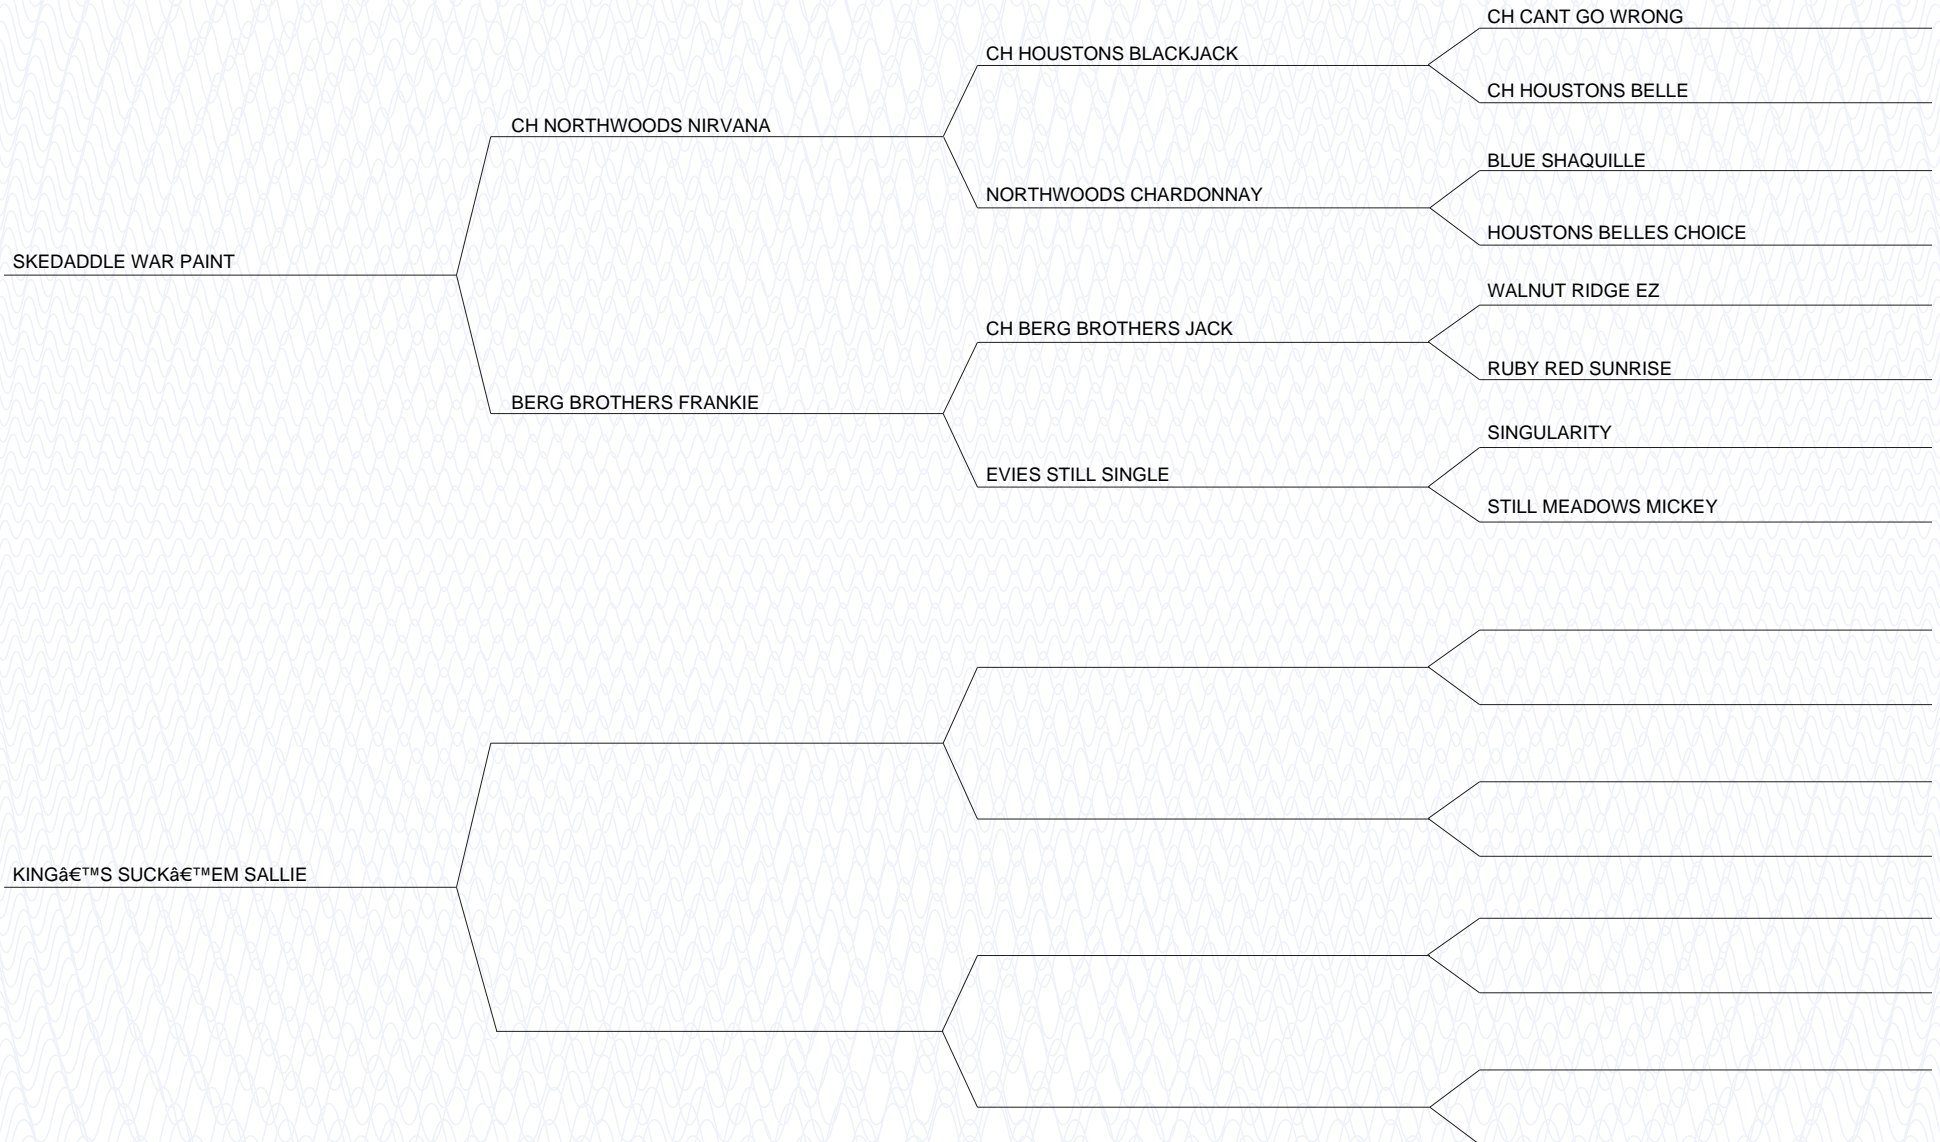 CH CANT GO WRONG
CH HOUSTONS BLACKJACK
CH HOUSTONS BELLE
CH NORTHWOODS NIRVANA
BLUE SHAQUILLE
NORTHWOODS CHARDONNAY
HOUSTONS BELLES CHOICE
SKEDADDLE WAR PAINT
WALNUT RIDGE EZ
CH BERG BROTHERS JACK
RUBY RED SUNRISE
BERG BROTHERS FRANKIE
SINGULARITY
EVIES STILL SINGLE
STILL MEADOWS MICKEY
KINGâ€™S SUCKâ€™EM SALLIE